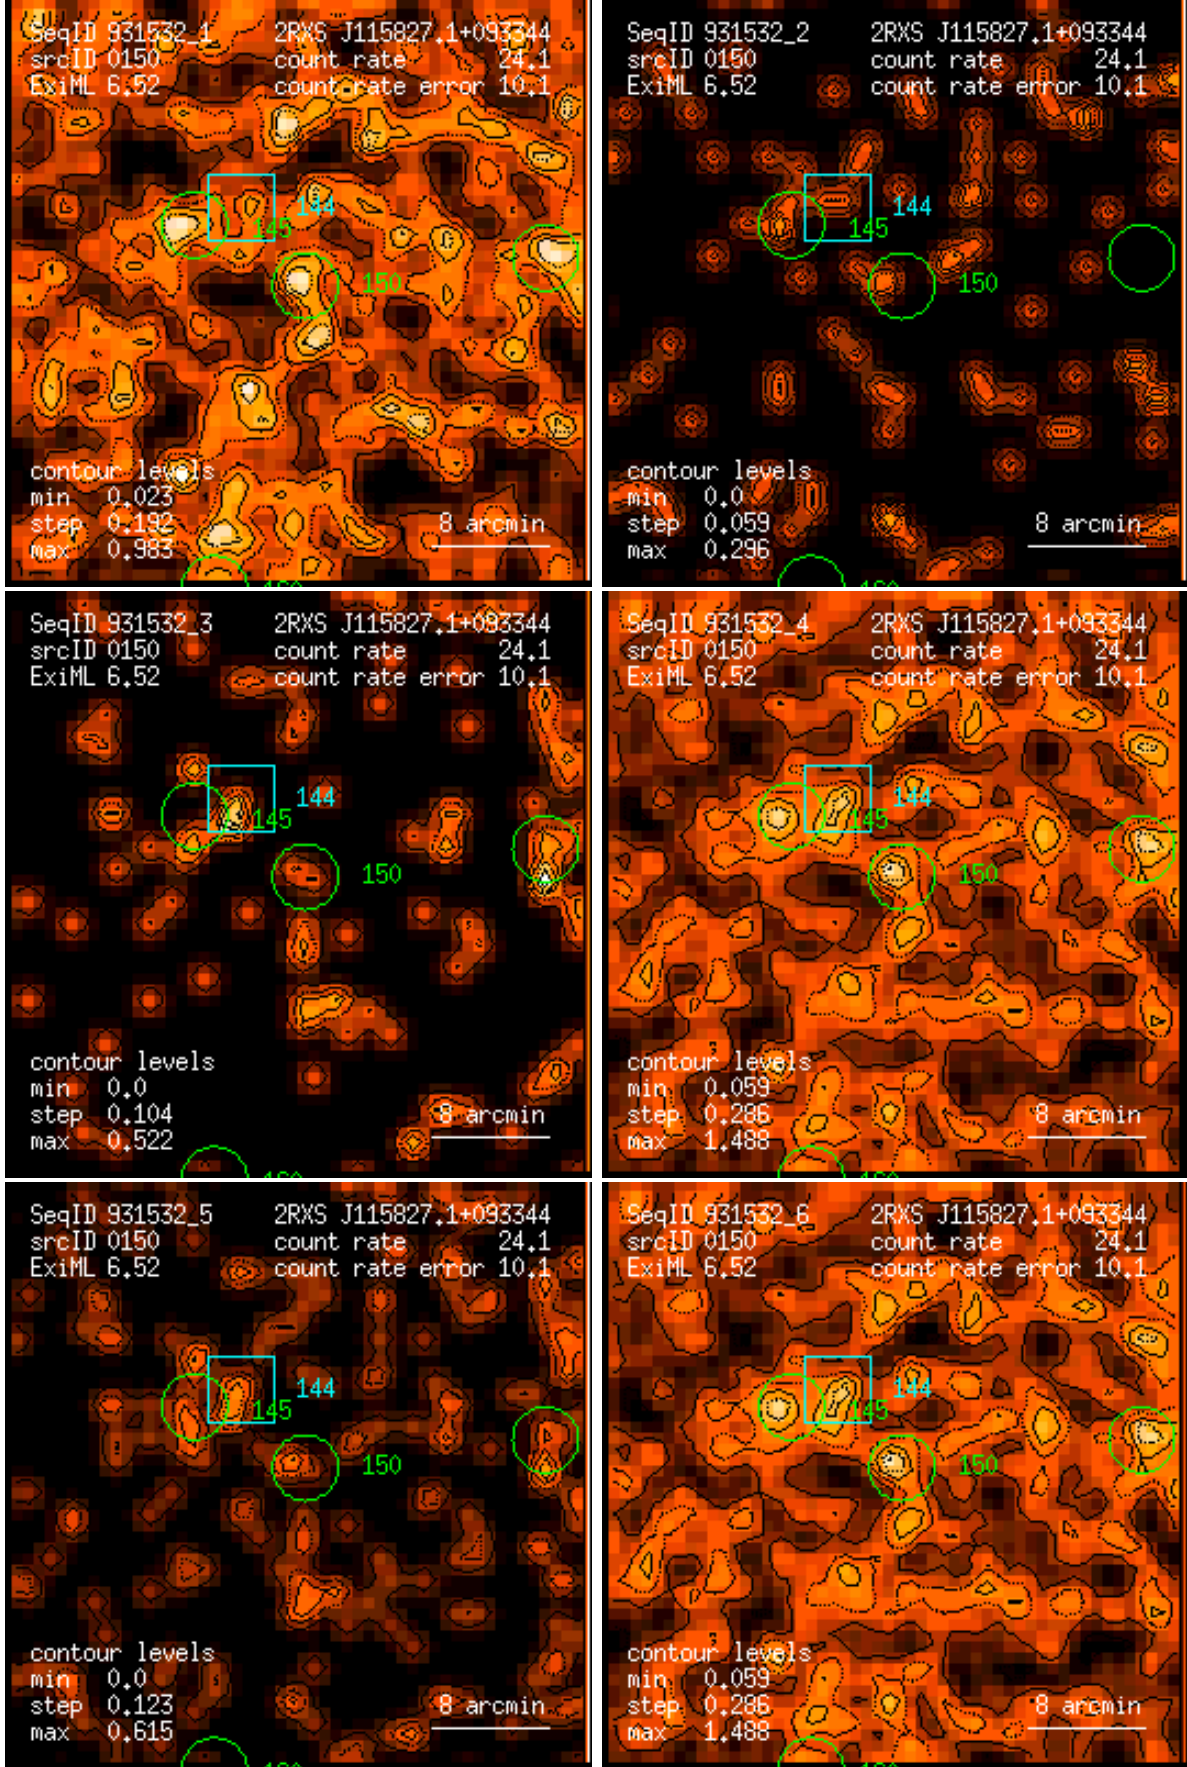 SeqID 931532_1 2RXS J115827.1+093344
srcID 0150 count rate 24.1
ExiML 6.52 count rate error 10.1
144
145
150
contour levels
min 0.023
step 0.192
max 0.983
8 arcmin
SeqID 931532_2 2RXS J115827.1+093344
srcID 0150 count rate 24.1
ExiML 6.52 count rate error 10.1
144
145
150
contour levels
min 0.0
step 0.059
max 0.296
8 arcmin
SeqID 931532_3 2RXS J115827.1+093344
srcID 0150 count rate 24.1
ExiML 6.52 count rate error 10.1
144
145
150
contour levels
min 0.0
step 0.104
max 0.522
8 arcmin
SeqID 931532_4 2RXS J115827.1+093344
srcID 0150 count rate 24.1
ExiML 6.52 count rate error 10.1
144
145
150
contour levels
min 0.059
step 0.286
max 1.488
8 arcmin
SeqID 931532_5 2RXS J115827.1+093344
srcID 0150 count rate 24.1
ExiML 6.52 count rate error 10.1
144
145
150
contour levels
min 0.0
step 0.123
max 0.615
8 arcmin
SeqID 931532_6 2RXS J115827.1+093344
srcID 0150 count rate 24.1
ExiML 6.52 count rate error 10.1
144
145
150
contour levels
min 0.059
step 0.286
max 1.488
8 arcmin